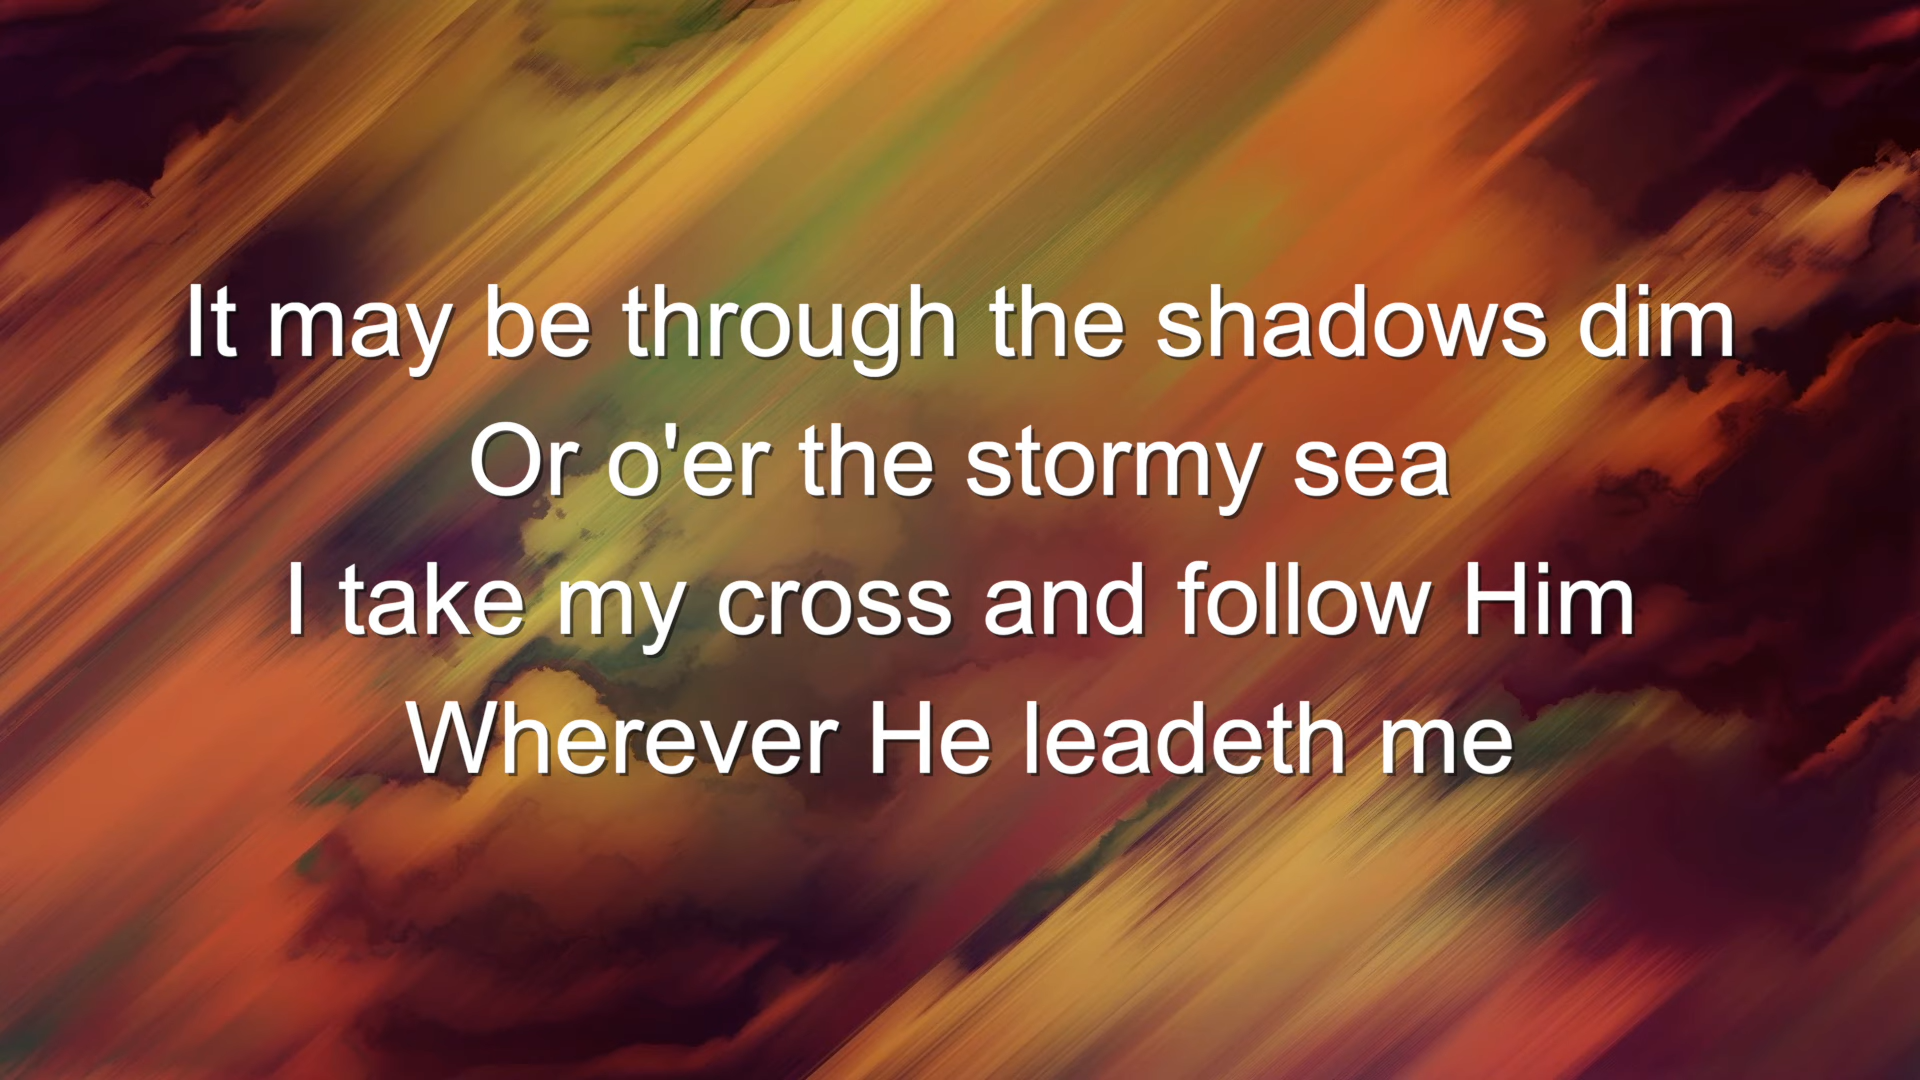 It may be through the shadows dim
Or o'er the stormy sea
I take my cross and follow Him
Wherever He leadeth me